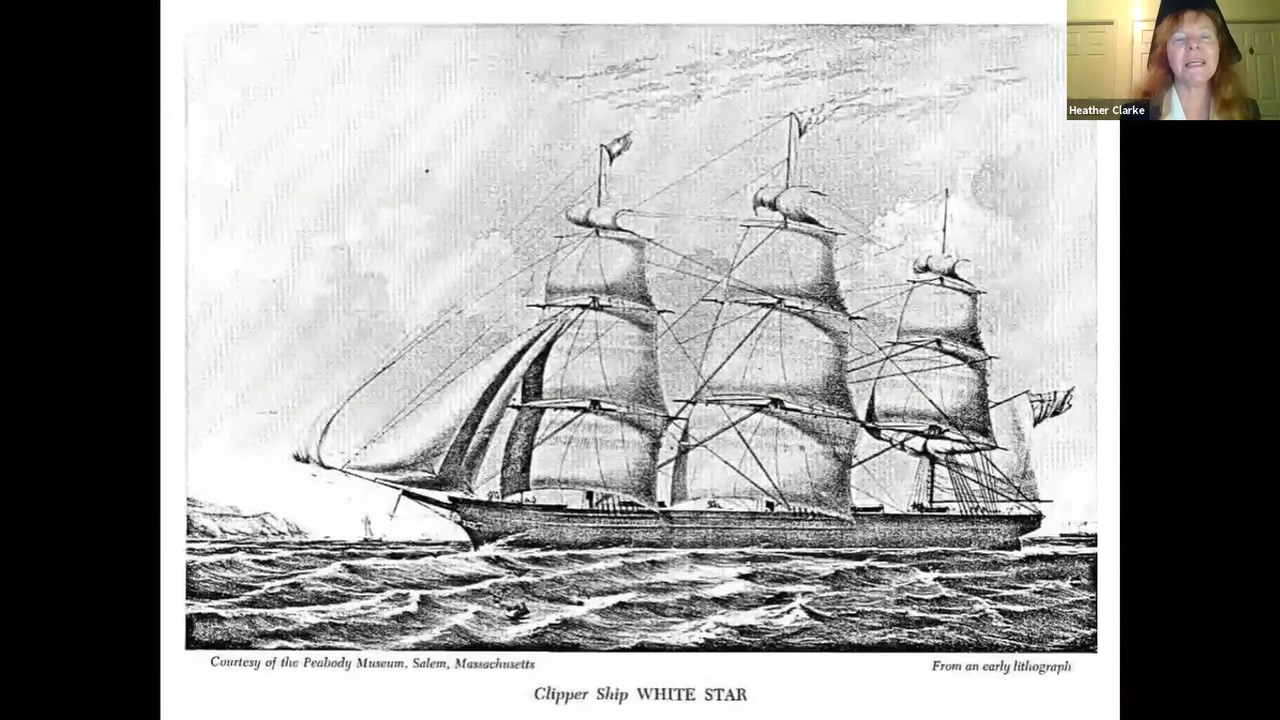 Heather Clarke
Courtesy of the Peabody Museum, Salem, Massachusetts
From an early lithograph
Clipper Ship WHITE STAR